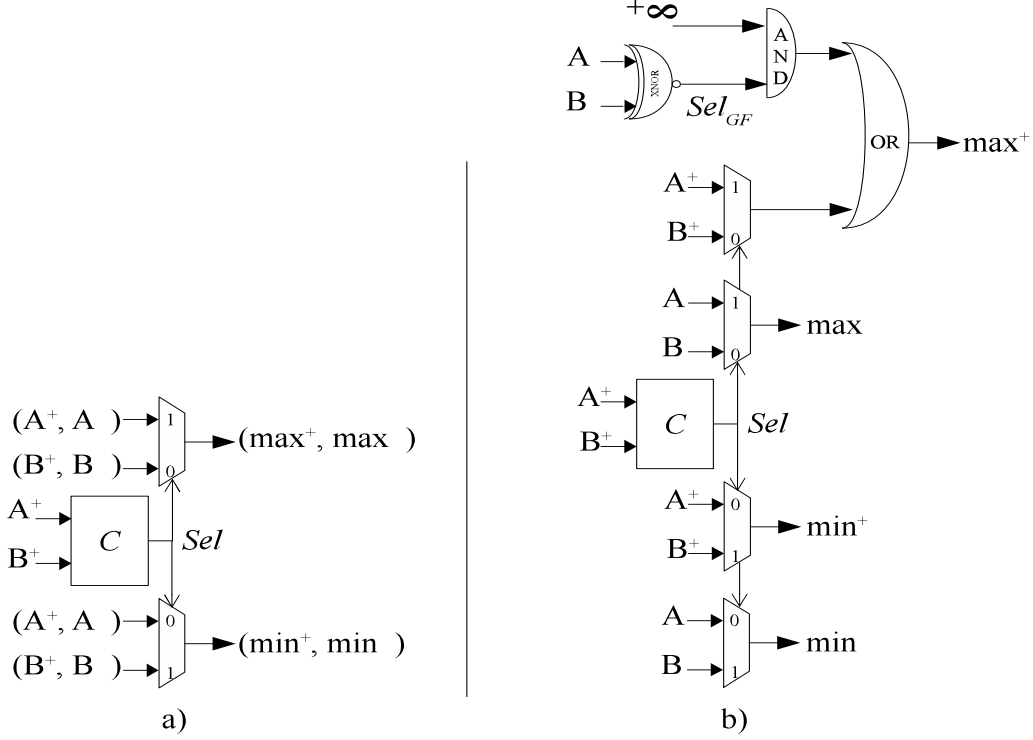 +∞
A
B
XNOR
Sel_GF
AND
OR
max⁺
A⁺
1
B⁺
0
A
1
max
B
0
A⁺
C
Sel
B⁺
A⁺
0
min⁺
B⁺
1
A
0
min
B
1
b)
(A⁺, A )
1
(max⁺, max )
(B⁺, B )
0
A⁺
C
Sel
B⁺
(A⁺, A )
0
(min⁺, min )
(B⁺, B )
1
a)